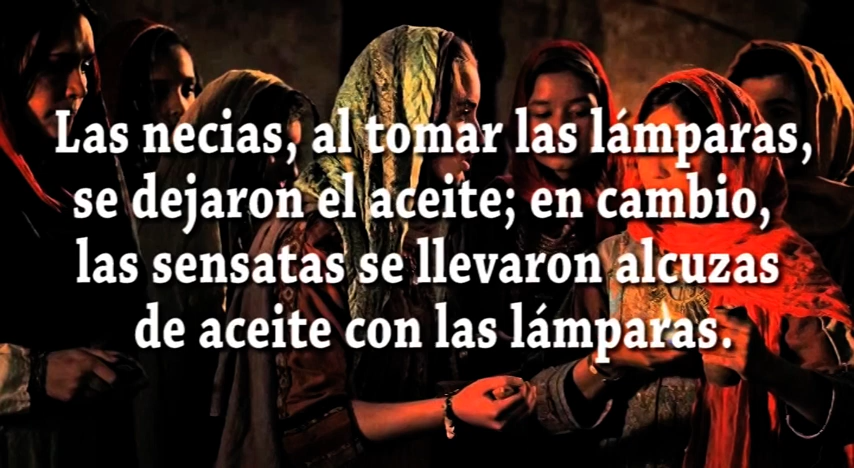 Las necias, al tomar las lámparas,
se dejaron el aceite; en cambio,
las sensatas se llevaron alcuzas
de aceite con las lámparas.